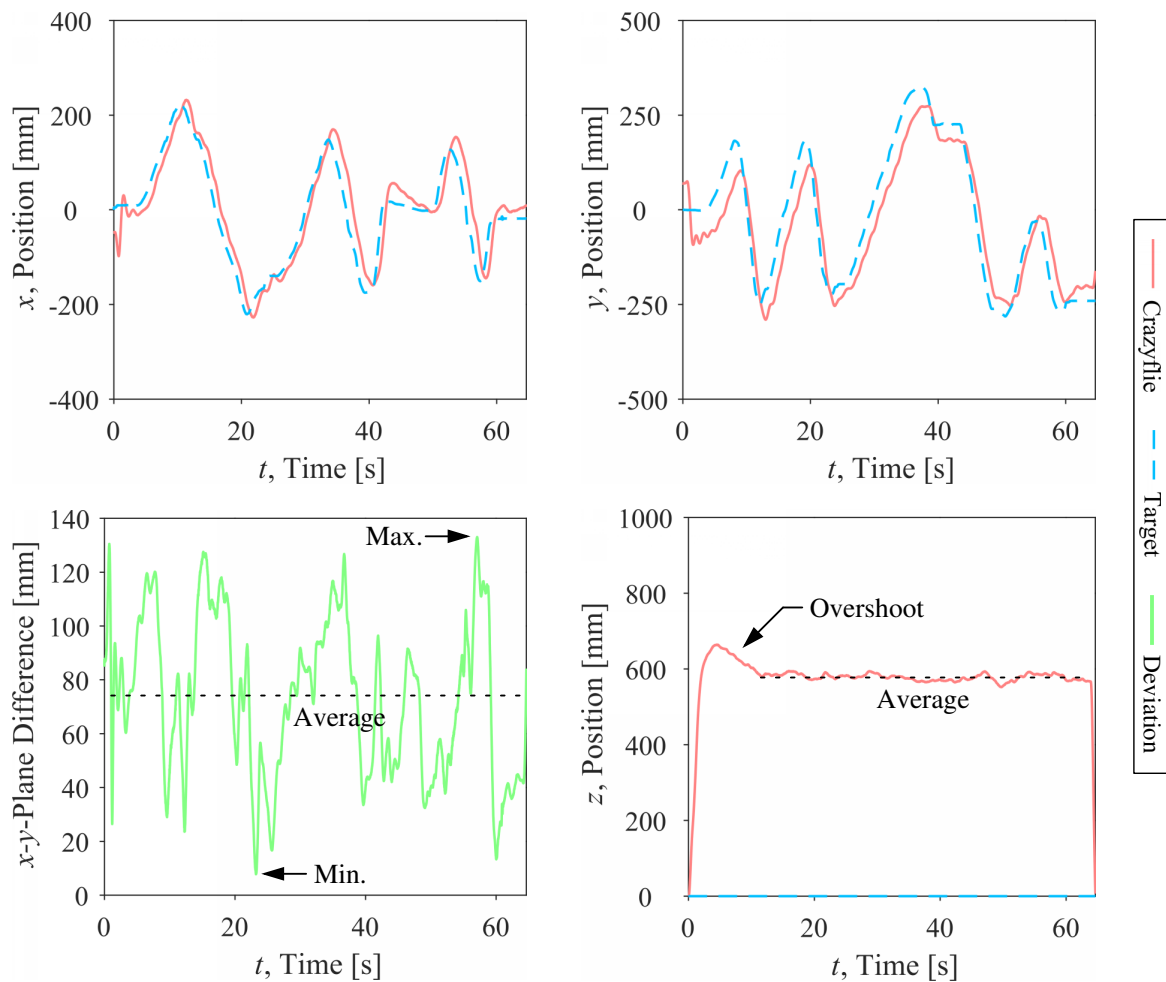 400
200
0
-200
-400
x, Position [mm]
0
20
40
60
t, Time [s]
500
250
0
-250
-500
y, Position [mm]
0
20
40
60
t, Time [s]
140
120
100
80
60
40
20
0
x-y-Plane Difference [mm]
Max.
Average
Min.
0
20
40
60
t, Time [s]
1000
800
600
400
200
0
z, Position [mm]
Overshoot
Average
0
20
40
60
t, Time [s]
Crazyflie
Target
Deviation